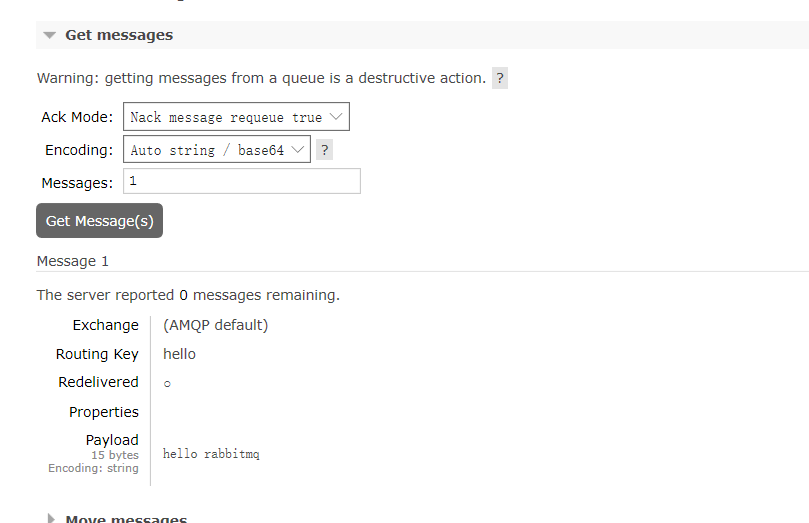 Get messages
Warning: getting messages from a queue is a destructive action. ?
Ack Mode: Nack message requeue true
Encoding: Auto string / base64 ?
Messages: 1
Get Message(s)
Message 1
The server reported 0 messages remaining.
Exchange (AMQP default)
Routing Key hello
Redelivered ○
Properties
Payload
15 bytes
Encoding: string
hello rabbitmq
Move messages